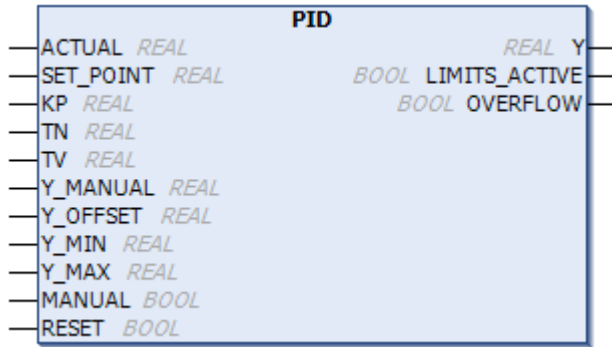 PID
ACTUAL REAL REAL Y
SET_POINT REAL BOOL LIMITS_ACTIVE
KP REAL BOOL OVERFLOW
TN REAL
TV REAL
Y_MANUAL REAL
Y_OFFSET REAL
Y_MIN REAL
Y_MAX REAL
MANUAL BOOL
RESET BOOL